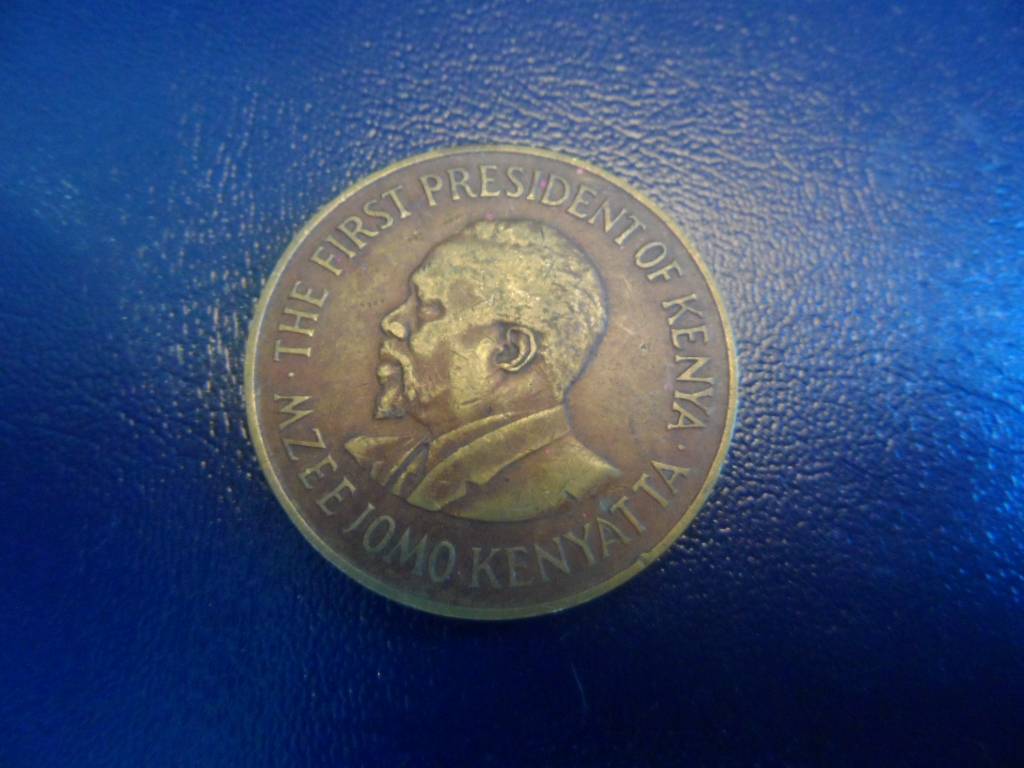 THE FIRST PRESIDENT OF KENYA ·
MZEE JOMO KENYATTA ·